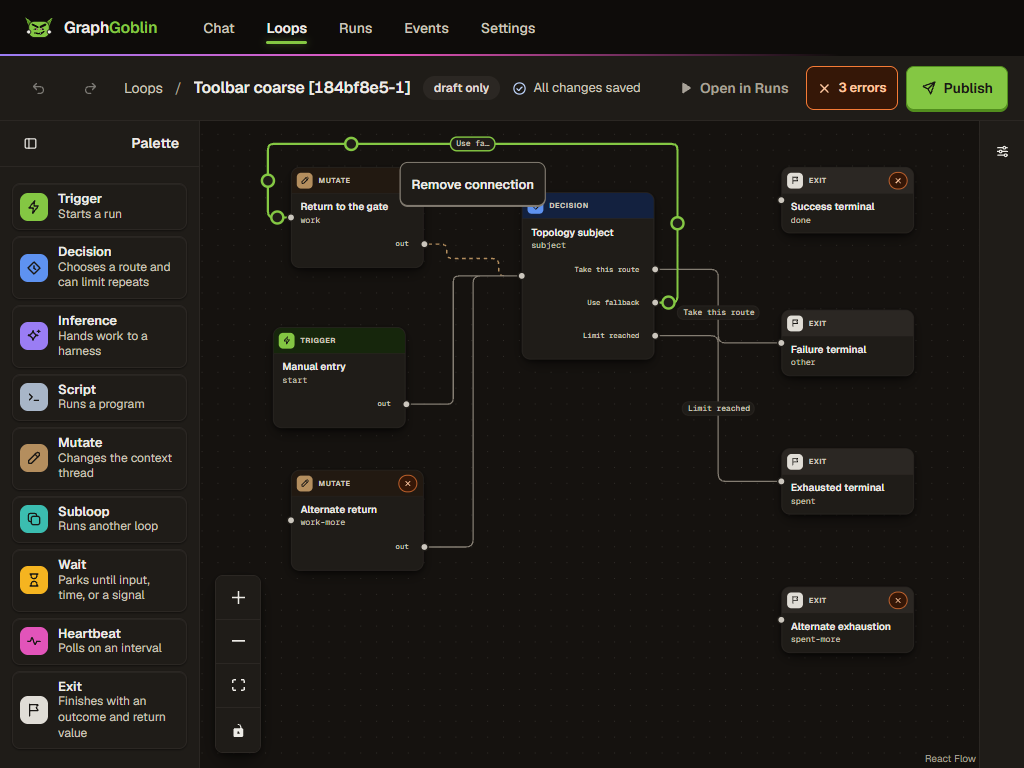 GraphGoblin
Chat
Loops
Runs
Events
Settings
Loops / Toolbar coarse [184bf8e5-1]
draft only
All changes saved
Open in Runs
3 errors
Publish
Palette
Trigger
Starts a run
Decision
Chooses a route and
can limit repeats
Inference
Hands work to a
harness
Script
Runs a program
Mutate
Changes the context
thread
Subloop
Runs another loop
Wait
Parks until input,
time, or a signal
Heartbeat
Polls on an interval
Exit
Finishes with an
outcome and return
value
Use fa…
Remove connection
MUTATE
Return to the gate
work
out
DECISION
Topology subject
subject
Take this route
Use fallback
Limit reached
TRIGGER
Manual entry
start
out
MUTATE
Alternate return
work-more
out
Take this route
Limit reached
EXIT
Success terminal
done
EXIT
Failure terminal
other
EXIT
Exhausted terminal
spent
EXIT
Alternate exhaustion
spent-more
React Flow